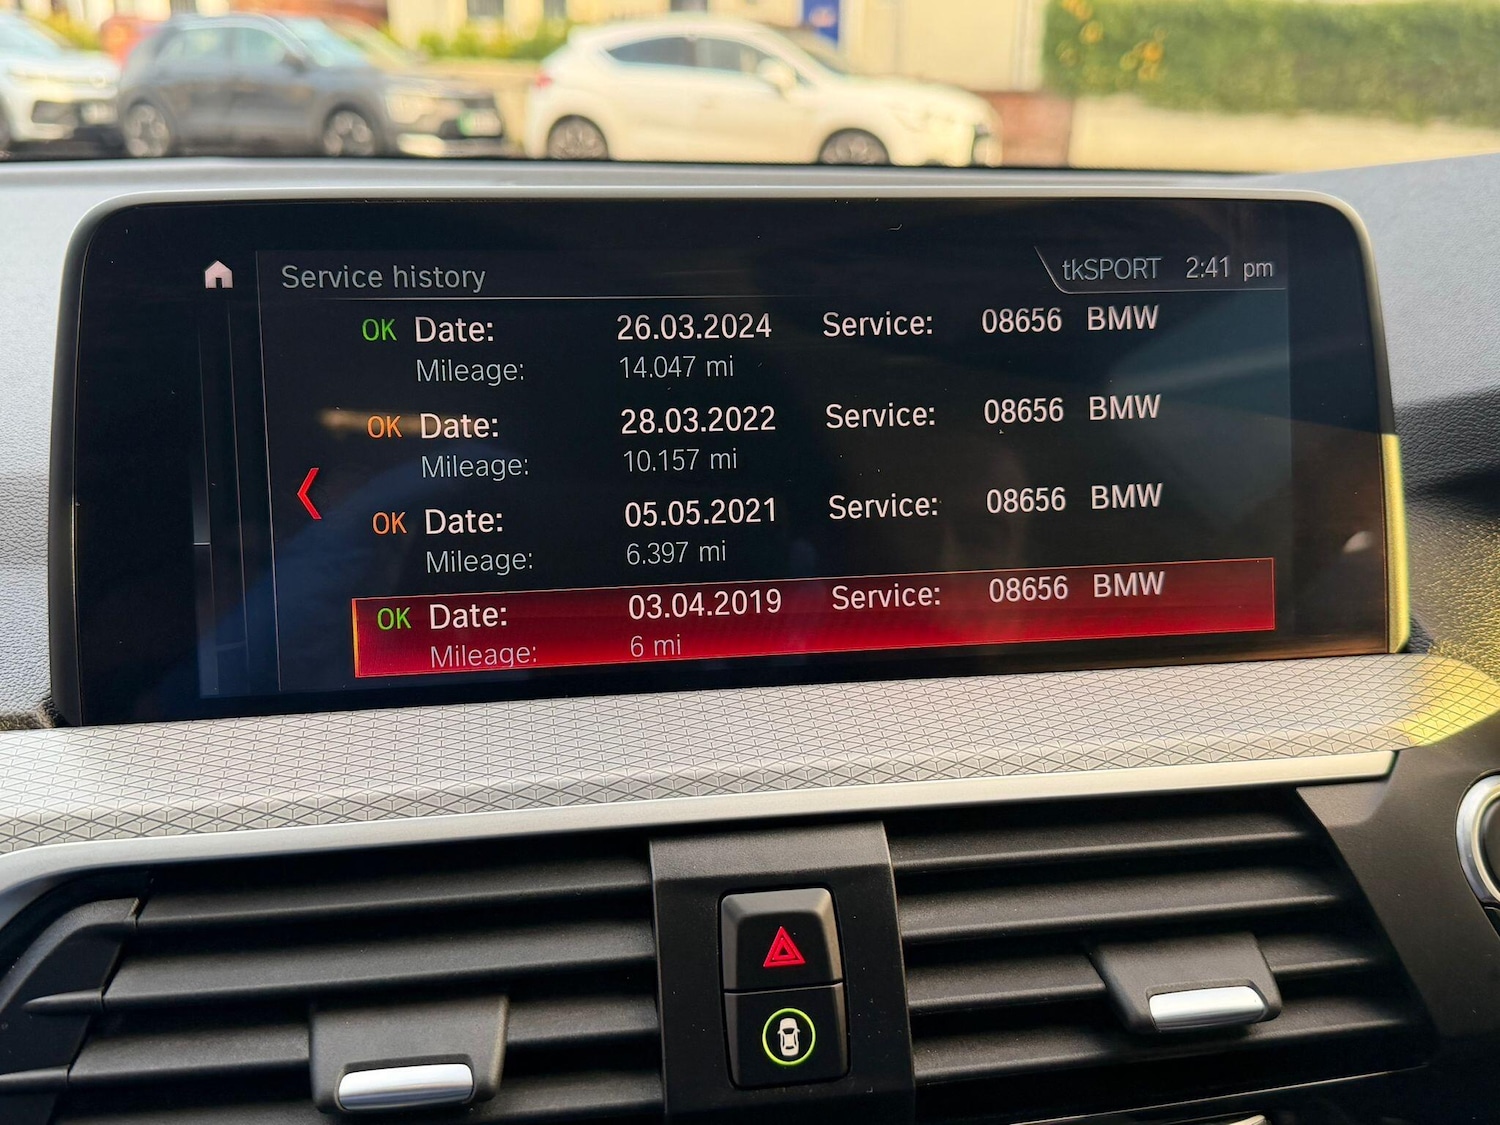 Service history tkSPORT 2:41 pm
OK Date: 26.03.2024 Service: 08656 BMW
Mileage: 14.047 mi
OK Date: 28.03.2022 Service: 08656 BMW
Mileage: 10.157 mi
OK Date: 05.05.2021 Service: 08656 BMW
Mileage: 6.397 mi
OK Date: 03.04.2019 Service: 08656 BMW
Mileage: 6 mi